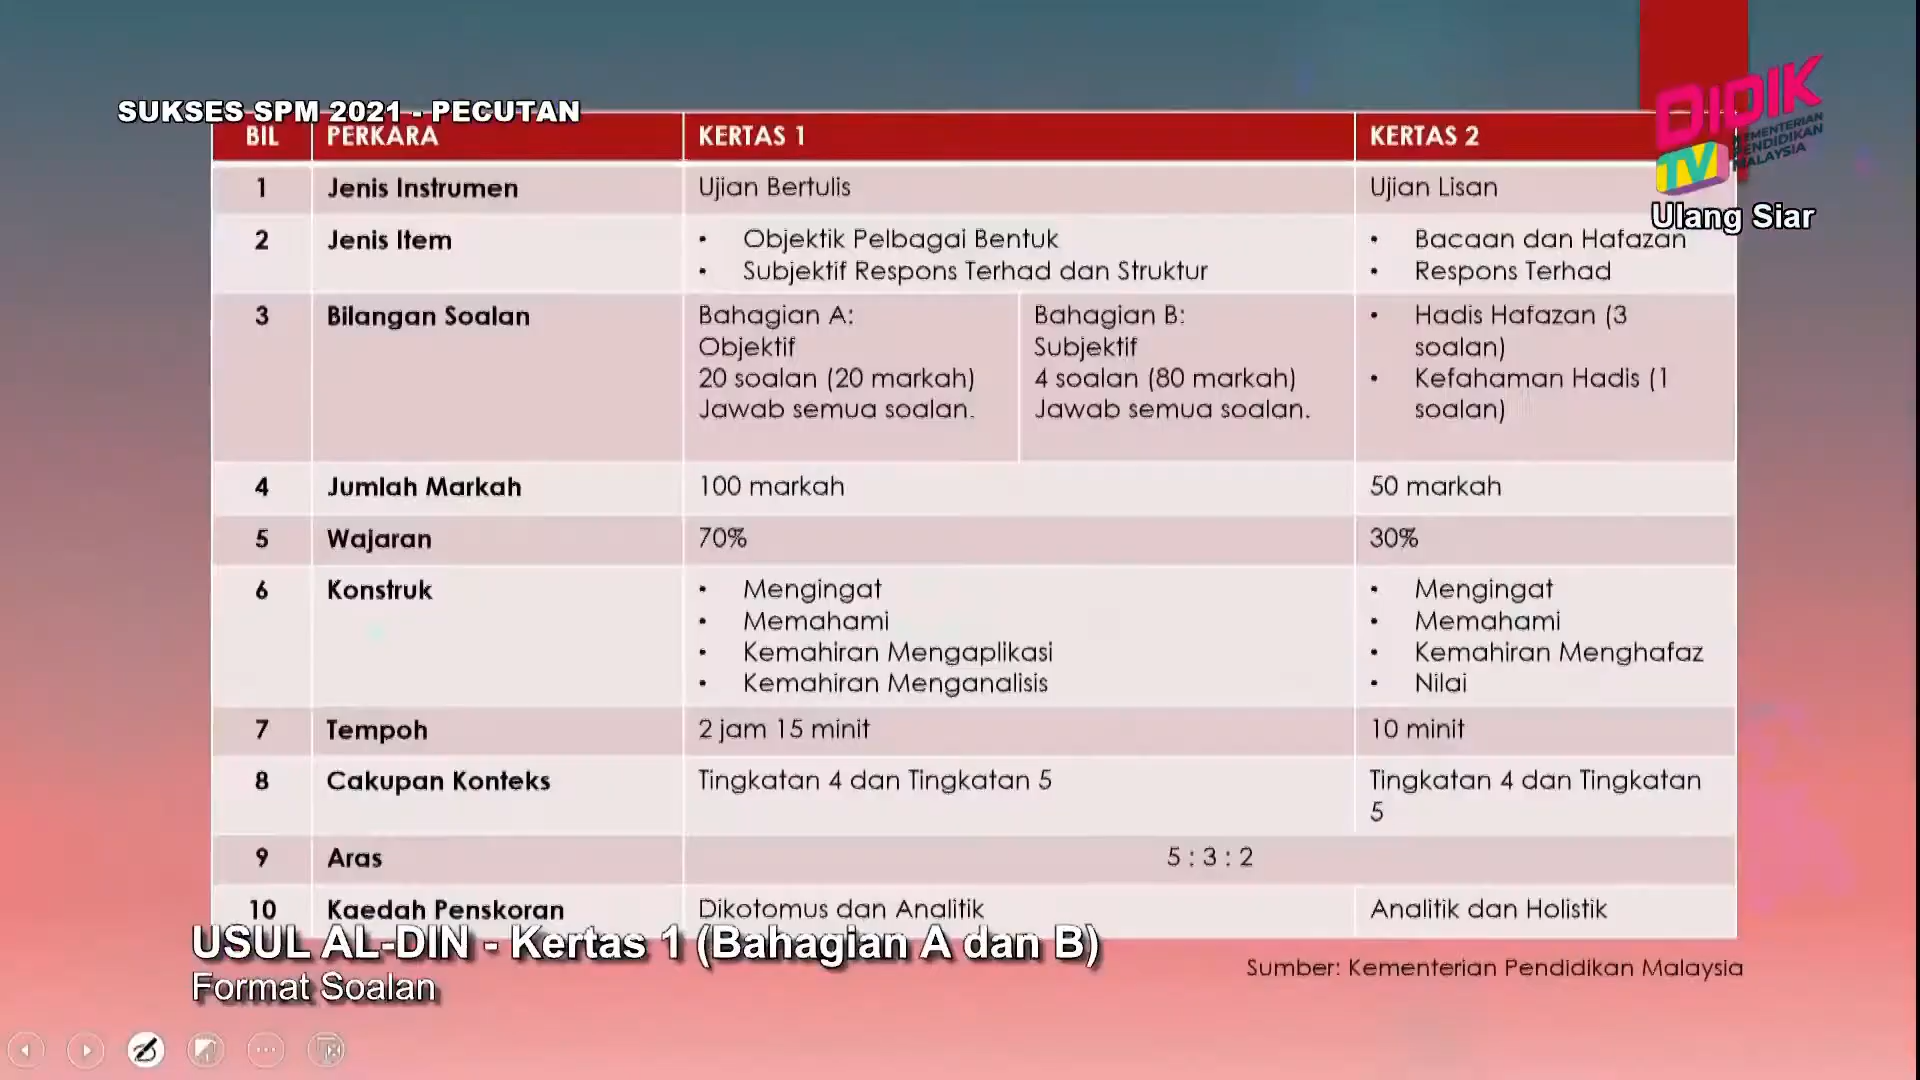 SUKSES SPM 2021 - PECUTAN
DIDIK
TV
KEMENTERIAN
PENDIDIKAN
MALAYSIA
Ulang Siar
BIL PERKARA KERTAS 1 KERTAS 2
1 Jenis Instrumen Ujian Bertulis Ujian Lisan
2 Jenis Item
• Objektik Pelbagai Bentuk
• Subjektif Respons Terhad dan Struktur
• Bacaan dan Hafazan
• Respons Terhad
3 Bilangan Soalan
Bahagian A:
Objektif
20 soalan (20 markah)
Jawab semua soalan.
Bahagian B:
Subjektif
4 soalan (80 markah)
Jawab semua soalan.
• Hadis Hafazan (3
soalan)
• Kefahaman Hadis (1
soalan)
4 Jumlah Markah 100 markah 50 markah
5 Wajaran 70% 30%
6 Konstruk
• Mengingat
• Memahami
• Kemahiran Mengaplikasi
• Kemahiran Menganalisis
• Mengingat
• Memahami
• Kemahiran Menghafaz
• Nilai
7 Tempoh 2 jam 15 minit 10 minit
8 Cakupan Konteks Tingkatan 4 dan Tingkatan 5 Tingkatan 4 dan Tingkatan
5
9 Aras 5 : 3 : 2
10 Kaedah Penskoran Dikotomus dan Analitik Analitik dan Holistik
USUL AL-DIN - Kertas 1 (Bahagian A dan B)
Format Soalan
Sumber: Kementerian Pendidikan Malaysia